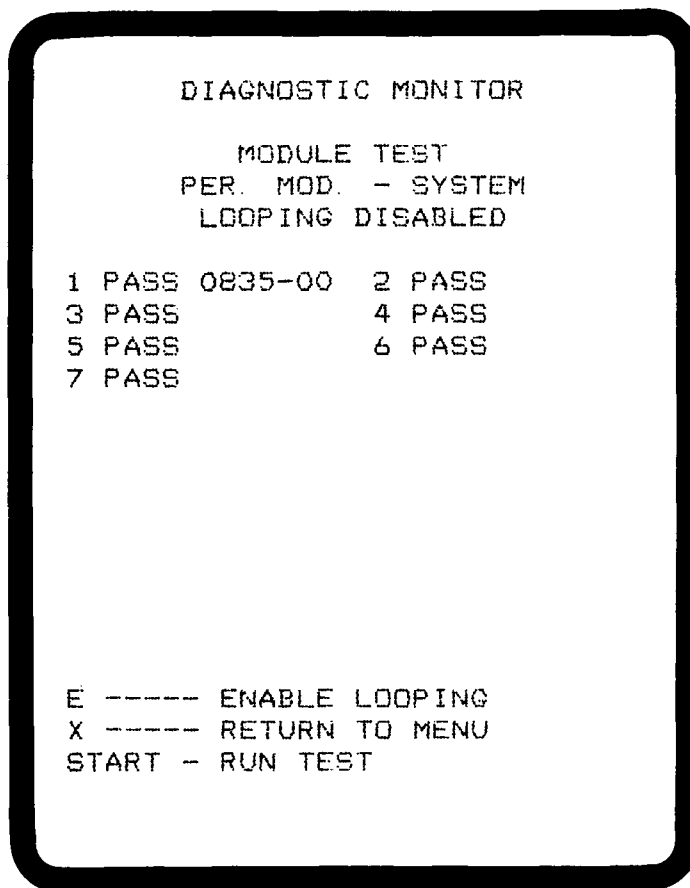 DIAGNOSTIC MONITOR
MODULE TEST
PER. MOD. - SYSTEM
LOOPING DISABLED
1 PASS 0835-00 2 PASS
3 PASS 4 PASS
5 PASS 6 PASS
7 PASS
E ----- ENABLE LOOPING
X ----- RETURN TO MENU
START - RUN TEST